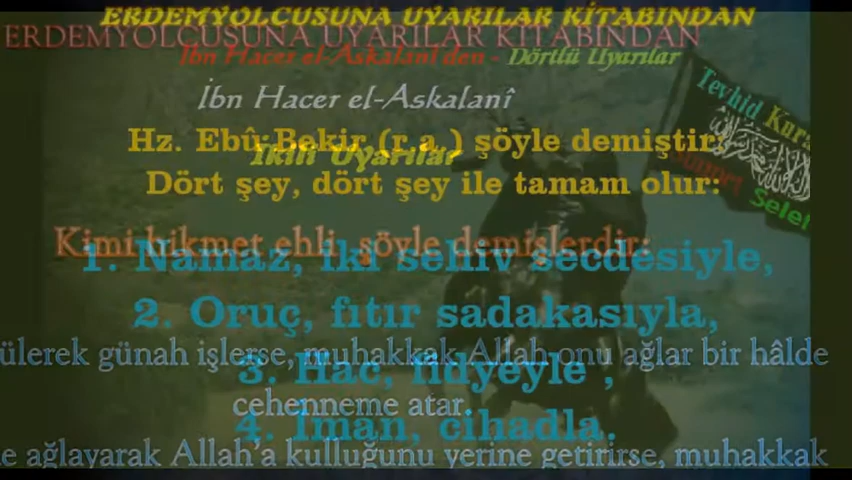 ERDEMYOLCUSUNA UYARILAR KİTABINDAN
ERDEMYOLCUSUNA UYARILAR KİTABINDAN
İbn Hacer el-Askalanî'den - Dörtlü Uyarılar
İbn Hacer el-Askalanî
Tevhid Kura
Selef
Hz. Ebû Bekir (r.a.) şöyle demiştir:
İkili Uyarılar
Dört şey, dört şey ile tamam olur:
Kimi hikmet ehli şöyle demişlerdir:
1. Namaz, iki sehiv secdesiyle,
2. Oruç, fıtır sadakasıyla,
ülerek günah işlerse, muhakkak Allah onu ağlar bir hâlde
3. Hac, fidyeyle ,
cehenneme atar.
4. İman, cihadla.
e ağlayarak Allah'a kulluğunu yerine getirirse, muhakkak